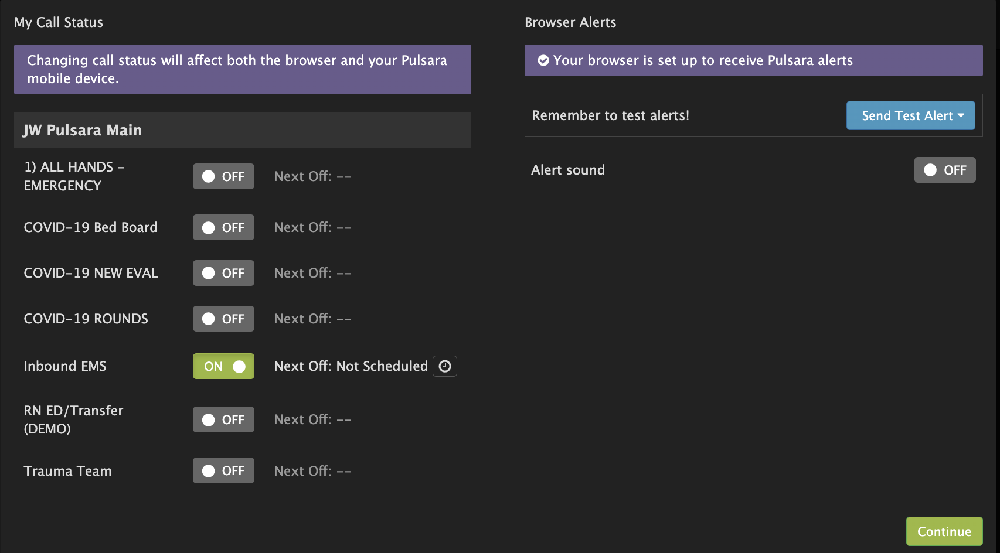 My Call Status
Changing call status will affect both the browser and your Pulsara
mobile device.
JW Pulsara Main
1) ALL HANDS -
EMERGENCY
OFF
Next Off: --
COVID-19 Bed Board
OFF
Next Off: --
COVID-19 NEW EVAL
OFF
Next Off: --
COVID-19 ROUNDS
OFF
Next Off: --
Inbound EMS
ON
Next Off: Not Scheduled
RN ED/Transfer
(DEMO)
OFF
Next Off: --
Trauma Team
OFF
Next Off: --
Browser Alerts
Your browser is set up to receive Pulsara alerts
Remember to test alerts!
Send Test Alert
Alert sound
OFF
Continue